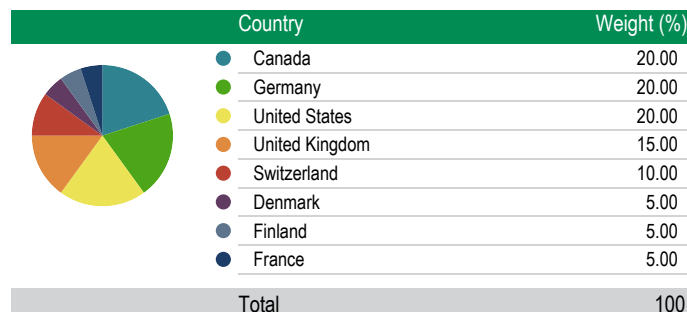 Country Weight (%)
Canada 20.00
Germany 20.00
United States 20.00
United Kingdom 15.00
Switzerland 10.00
Denmark 5.00
Finland 5.00
France 5.00
Total 100